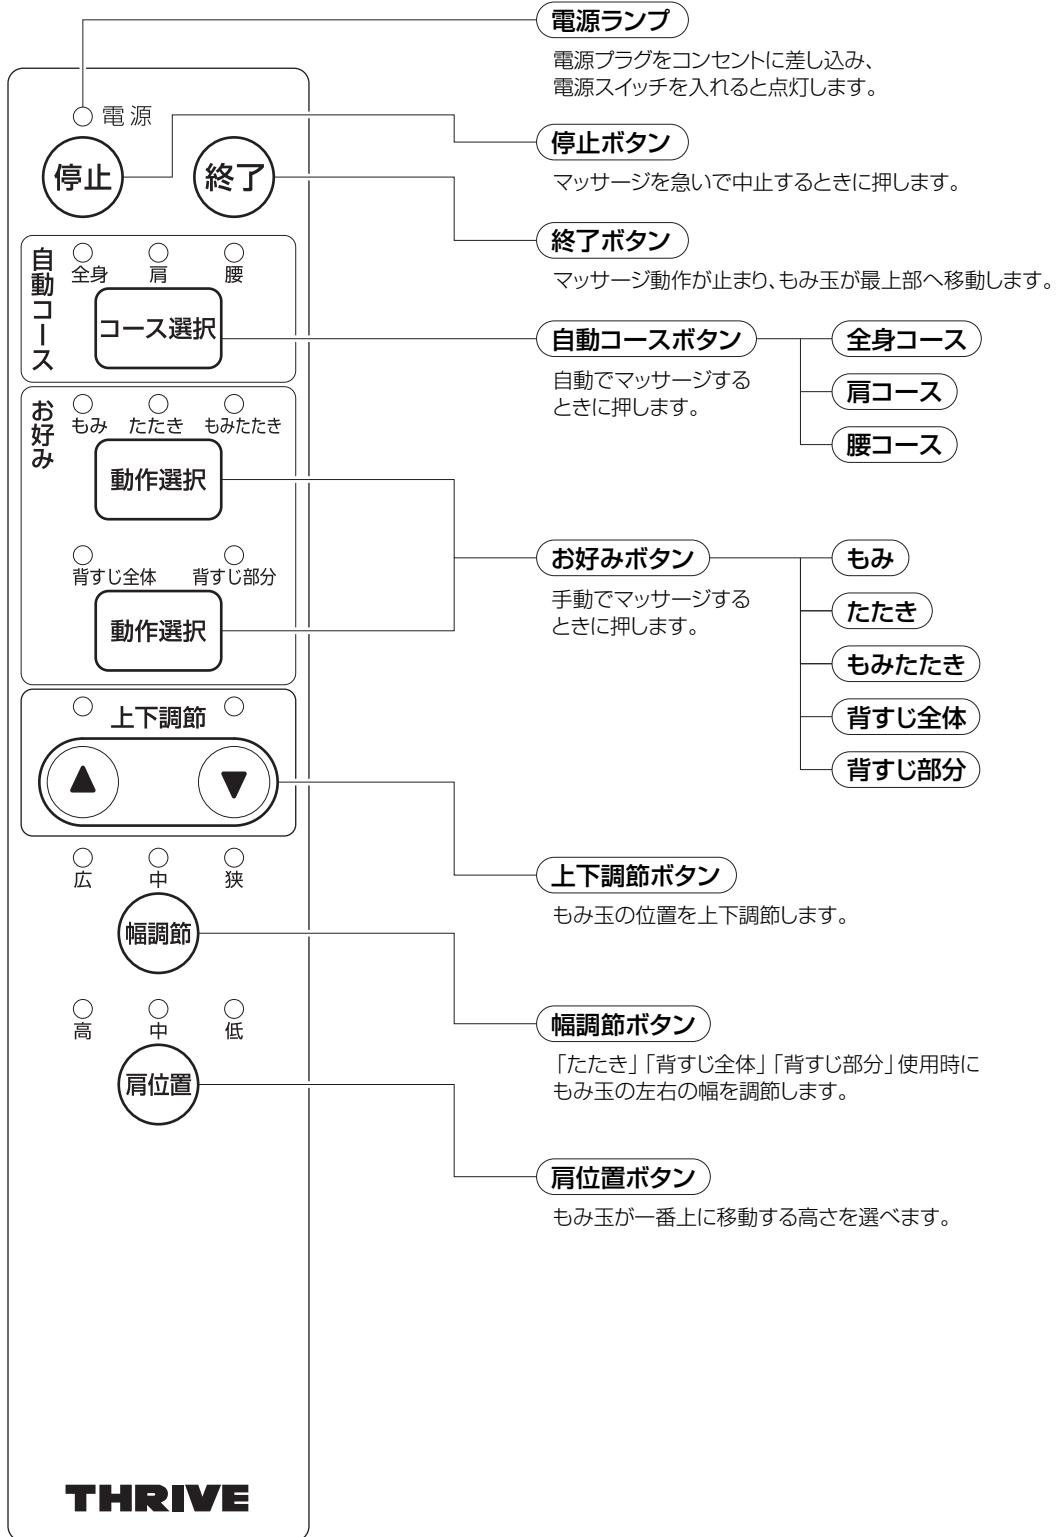 電源ランプ
電源プラグをコンセントに差し込み、
電源スイッチを入れると点灯します。
電源
停止
終了
停止ボタン
マッサージを急いで中止するときに押します。
終了ボタン
マッサージ動作が止まり、もみ玉が最上部へ移動します。
自動コース
全身 肩 腰
コース選択
自動コースボタン
自動でマッサージする
ときに押します。
全身コース
肩コース
腰コース
お好み
もみ たたき もみたたき
動作選択
背すじ全体 背すじ部分
動作選択
お好みボタン
手動でマッサージする
ときに押します。
もみ
たたき
もみたたき
背すじ全体
背すじ部分
上下調節
▲ ▼
上下調節ボタン
もみ玉の位置を上下調節します。
広 中 狭
幅調節
幅調節ボタン
「たたき」「背すじ全体」「背すじ部分」使用時に
もみ玉の左右の幅を調節します。
高 中 低
肩位置
肩位置ボタン
もみ玉が一番上に移動する高さを選べます。
THRIVE